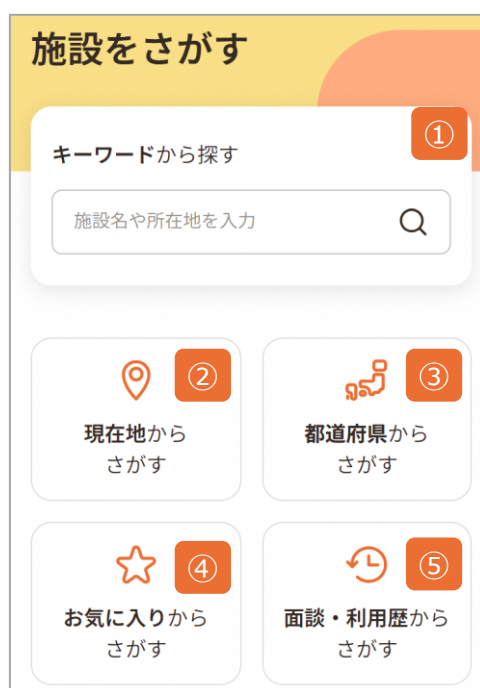 施設をさがす
①
キーワードから探す
施設名や所在地を入力
②
現在地から
さがす
③
都道府県から
さがす
④
お気に入りから
さがす
⑤
面談・利用歴から
さがす